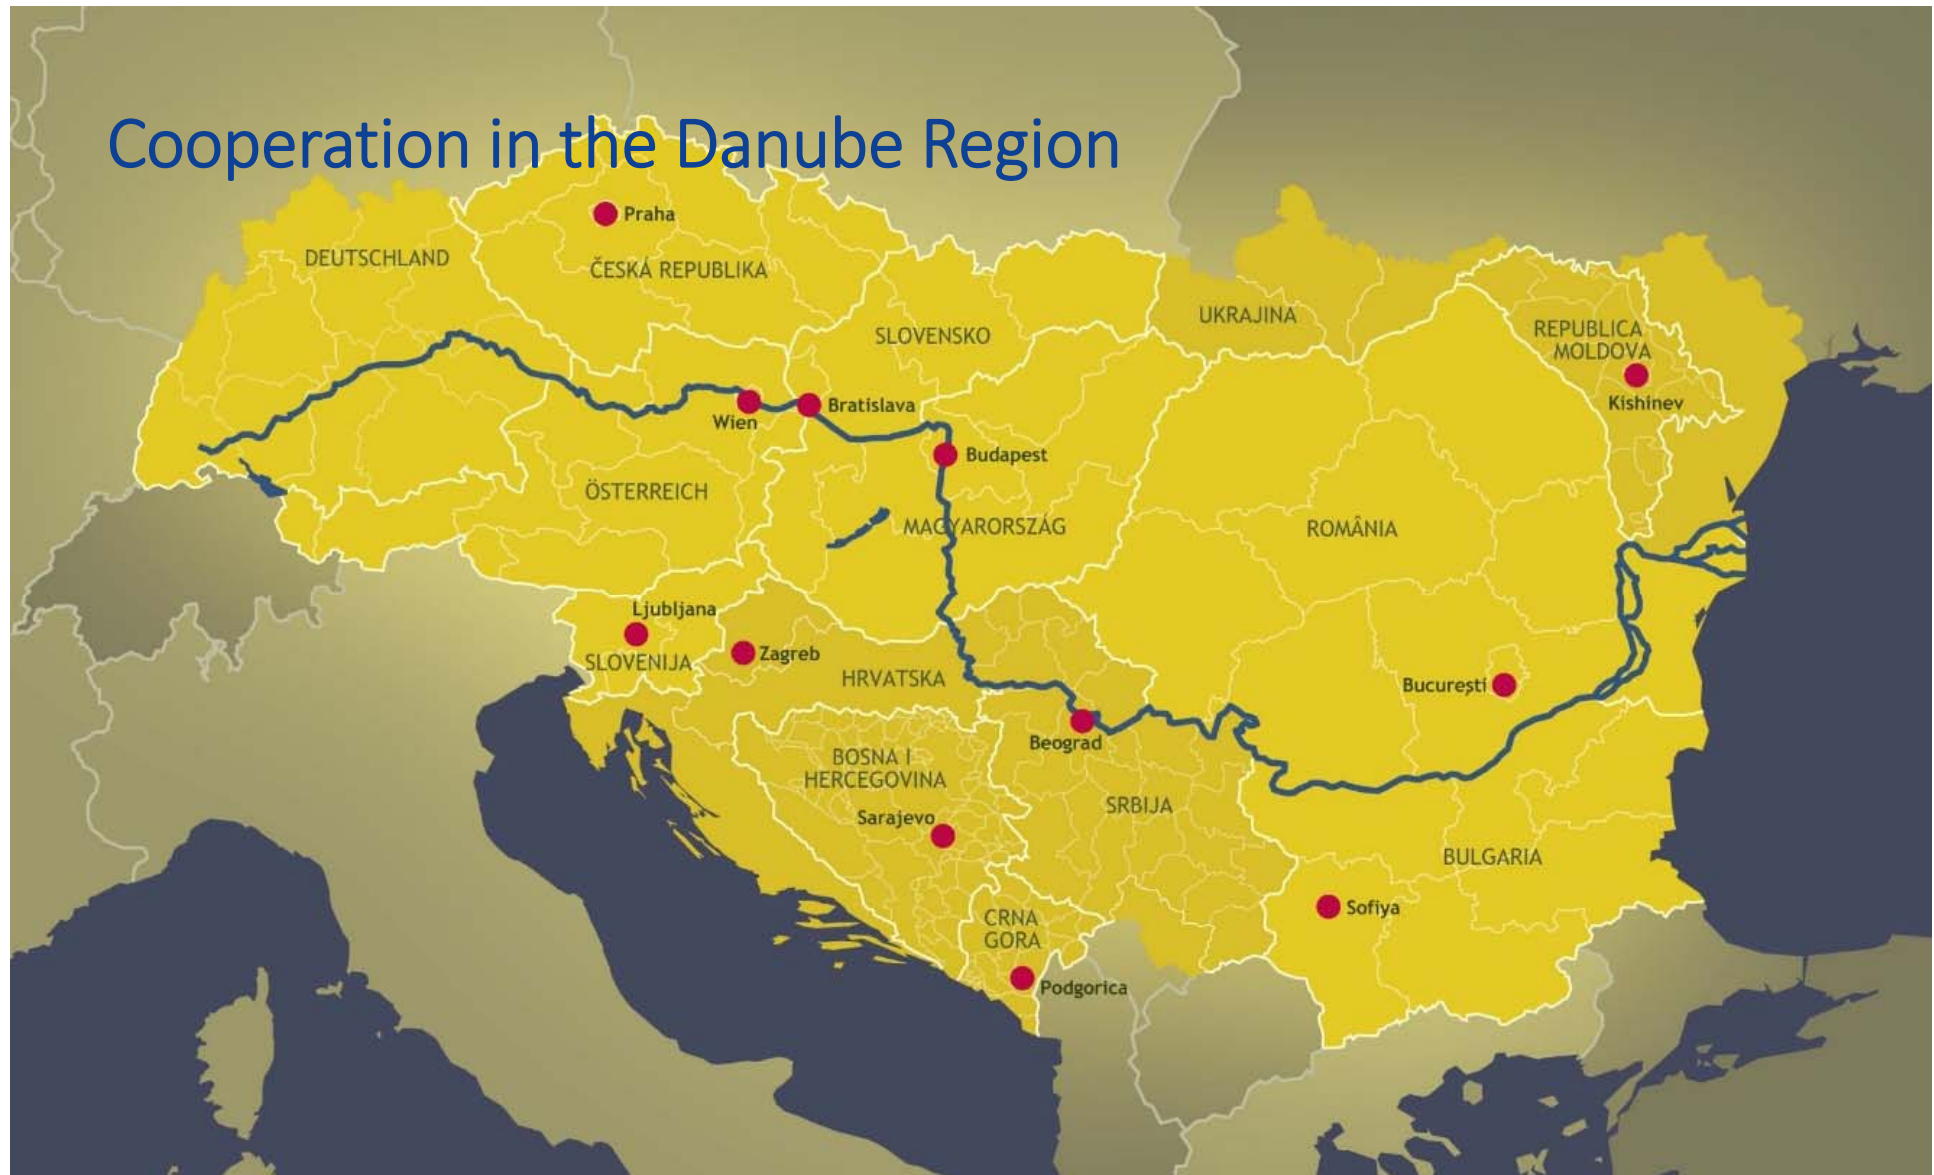 Cooperation in the Danube Region
Praha
DEUTSCHLAND
ČESKÁ REPUBLIKA
UKRAJINA
SLOVENSKO
REPUBLICA
MOLDOVA
Kishinev
Wien
Bratislava
Budapest
ÖSTERREICH
MAGYARORSZÁG
ROMÂNIA
Ljubljana
SLOVENIJA
Zagreb
HRVATSKA
București
Beograd
BOSNA I
HERCEGOVINA
SRBIJA
Sarajevo
BULGARIA
Sofiya
CRNA
GORA
Podgorica